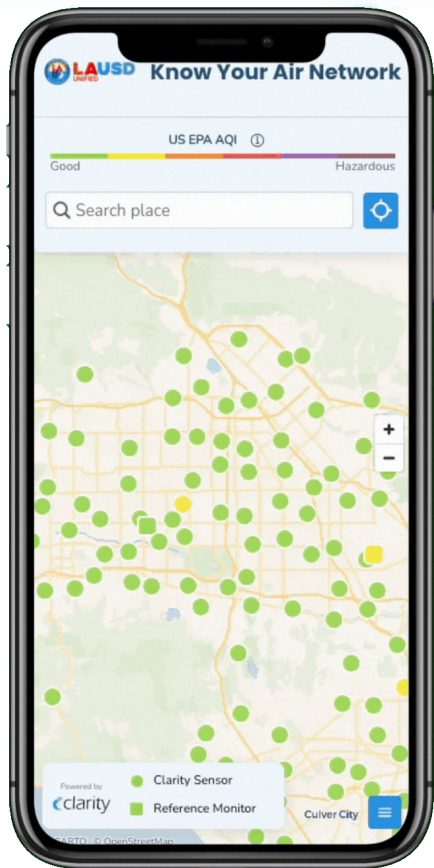 LAUSD
UNIFIED
Know Your Air Network
US EPA AQI
Good
Hazardous
Search place
+
−
Powered by
clarity
Clarity Sensor
Reference Monitor
Culver City
CARTO, © OpenStreetMap